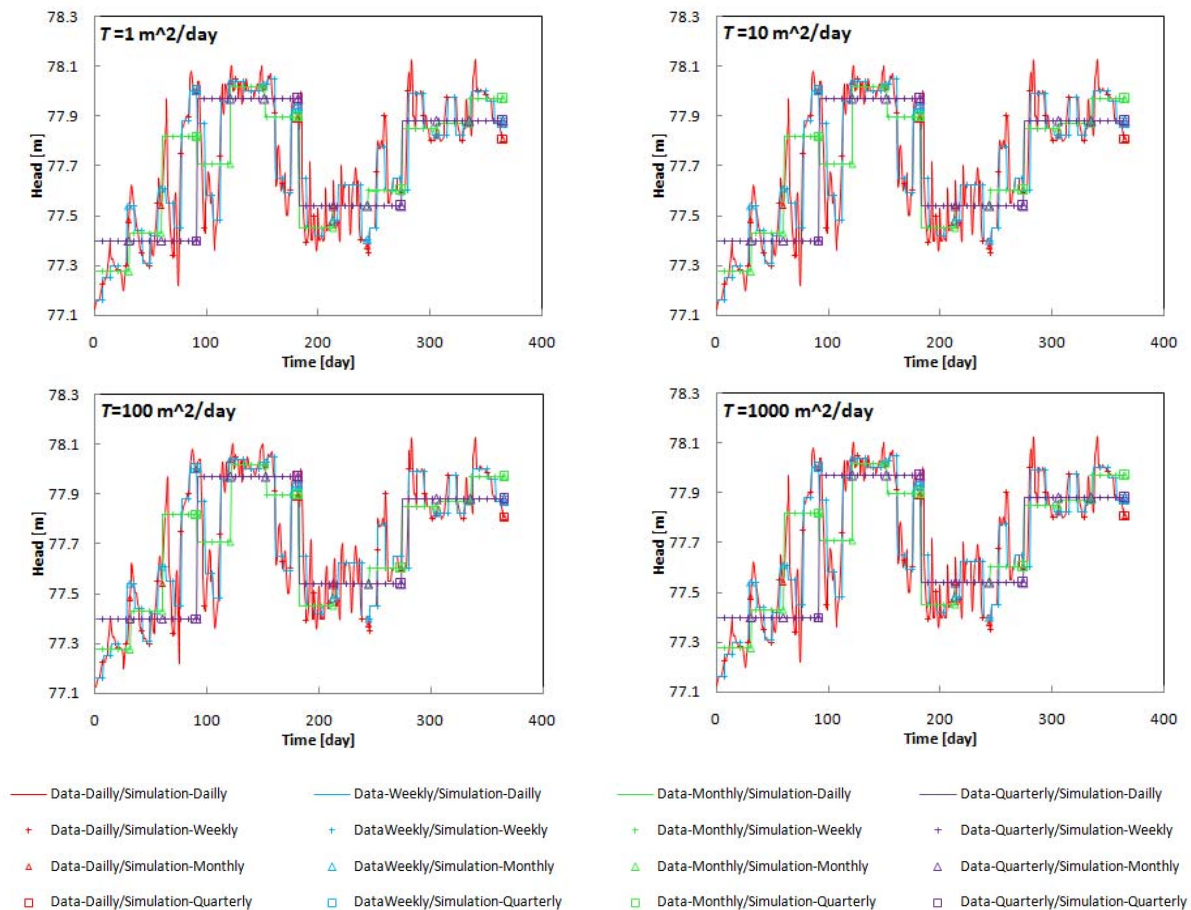 T =1 m^2/day
78.3
78.1
77.9
77.7
77.5
77.3
77.1
Head [m]
0 100 200 300 400
Time [day]
T =10 m^2/day
78.3
78.1
77.9
77.7
77.5
77.3
77.1
Head [m]
0 100 200 300 400
Time [day]
T=100 m^2/day
78.3
78.1
77.9
77.7
77.5
77.3
77.1
Head [m]
0 100 200 300 400
Time [day]
T =1000 m^2/day
78.3
78.1
77.9
77.7
77.5
77.3
77.1
Head [m]
0 100 200 300 400
Time [day]
Data-Dailly/Simulation-Dailly Data-Weekly/Simulation-Dailly Data-Monthly/Simulation-Dailly Data-Quarterly/Simulation-Dailly
Data-Dailly/Simulation-Weekly DataWeekly/Simulation-Weekly Data-Monthly/Simulation-Weekly Data-Quarterly/Simulation-Weekly
Data-Dailly/Simulation-Monthly DataWeekly/Simulation-Monthly Data-Monthly/Simulation-Monthly Data-Quarterly/Simulation-Monthly
Data-Dailly/Simulation-Quarterly DataWeekly/Simulation-Quarterly Data-Monthly/Simulation-Quarterly Data-Quarterly/Simulation-Quarterly